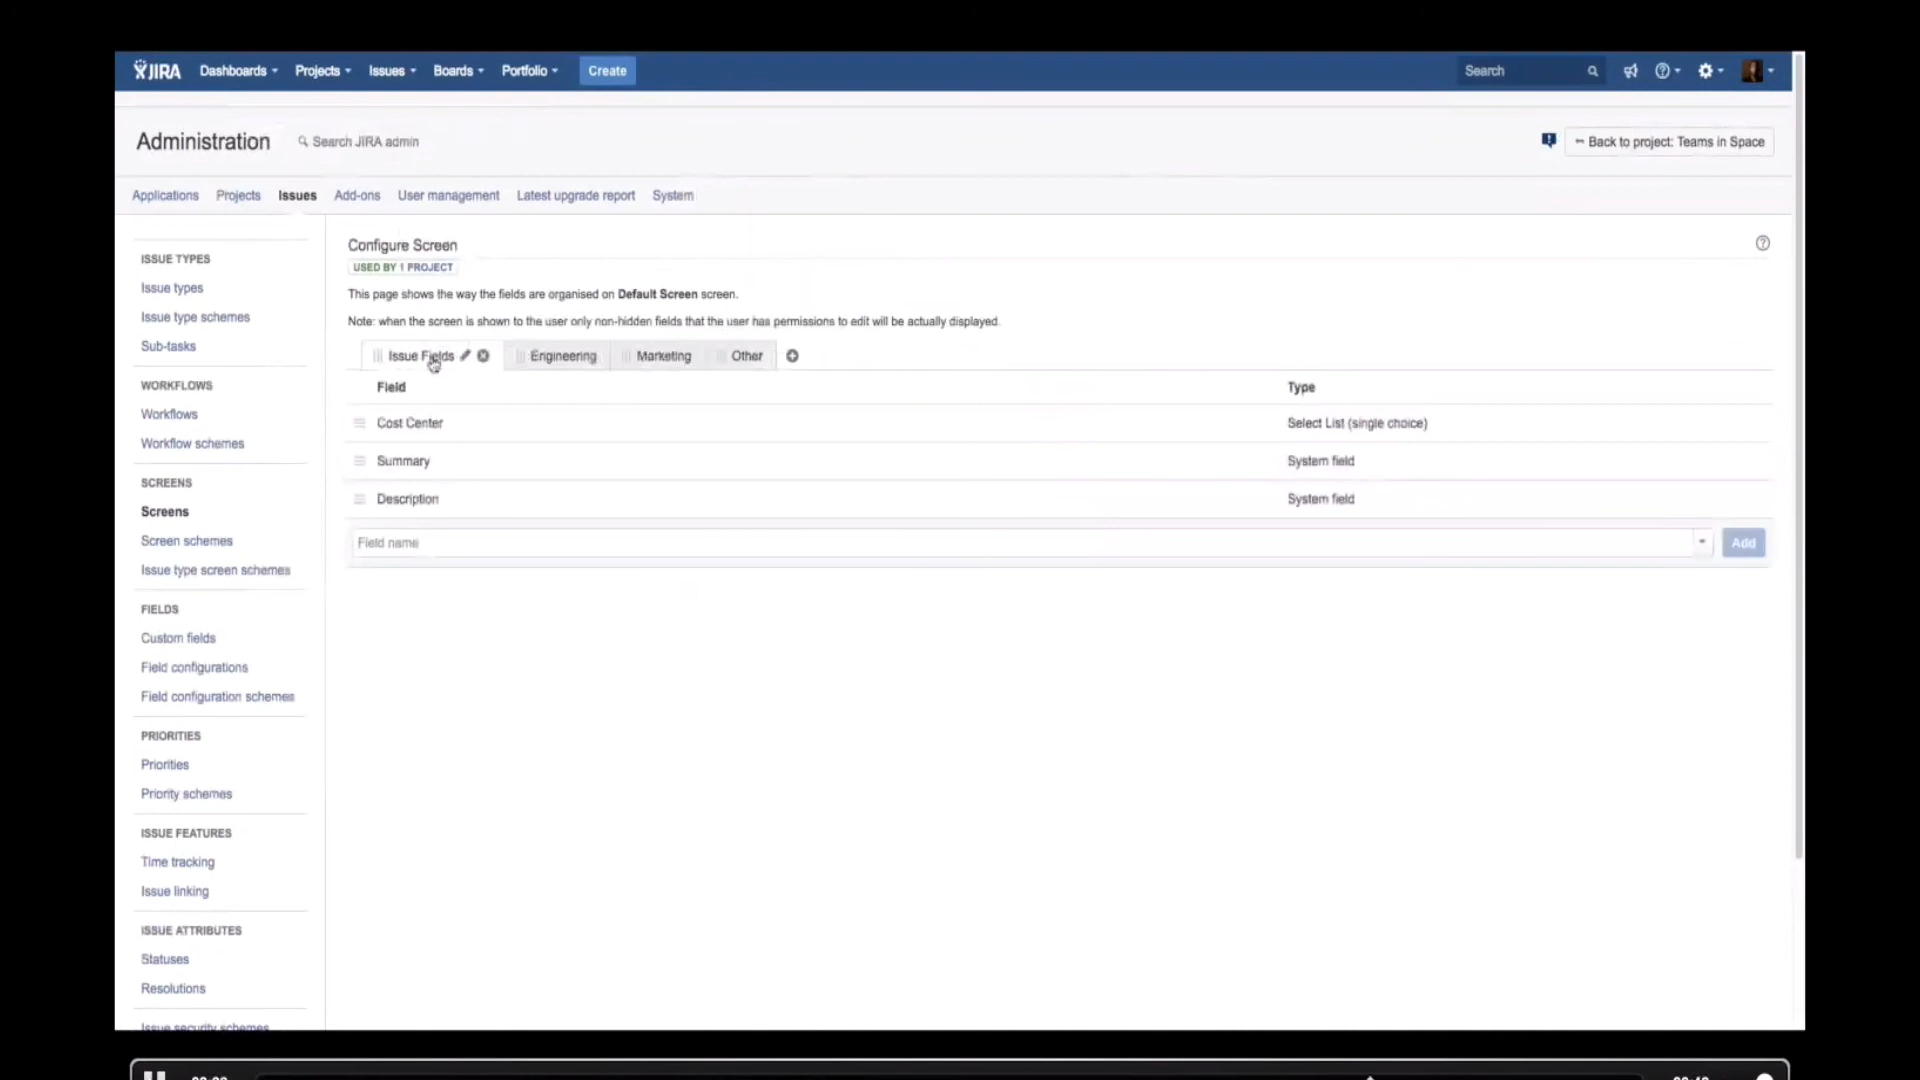 JIRA Dashboards Projects Issues Boards Portfolio Create Search
Administration Search JIRA admin Back to project: Teams in Space
Applications Projects Issues Add-ons User management Latest upgrade report System
ISSUE TYPES
Issue types
Issue type schemes
Sub-tasks
WORKFLOWS
Workflows
Workflow schemes
SCREENS
Screens
Screen schemes
Issue type screen schemes
FIELDS
Custom fields
Field configurations
Field configuration schemes
PRIORITIES
Priorities
Priority schemes
ISSUE FEATURES
Time tracking
Issue linking
ISSUE ATTRIBUTES
Statuses
Resolutions
Issue security schemes
Configure Screen
USED BY 1 PROJECT
This page shows the way the fields are organised on Default Screen screen.
Note: when the screen is shown to the user only non-hidden fields that the user has permissions to edit will be actually displayed.
Issue Fields Engineering Marketing Other
Field Type
Cost Center Select List (single choice)
Summary System field
Description System field
Field name Add